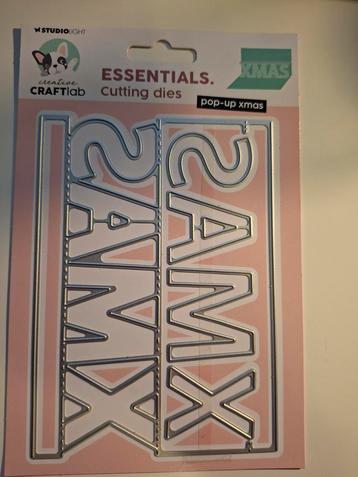 STUDIOLIGHT
creative
CRAFTlab
ESSENTIALS.
Cutting dies
XMAS
pop-up xmas
XMAS
XMAS